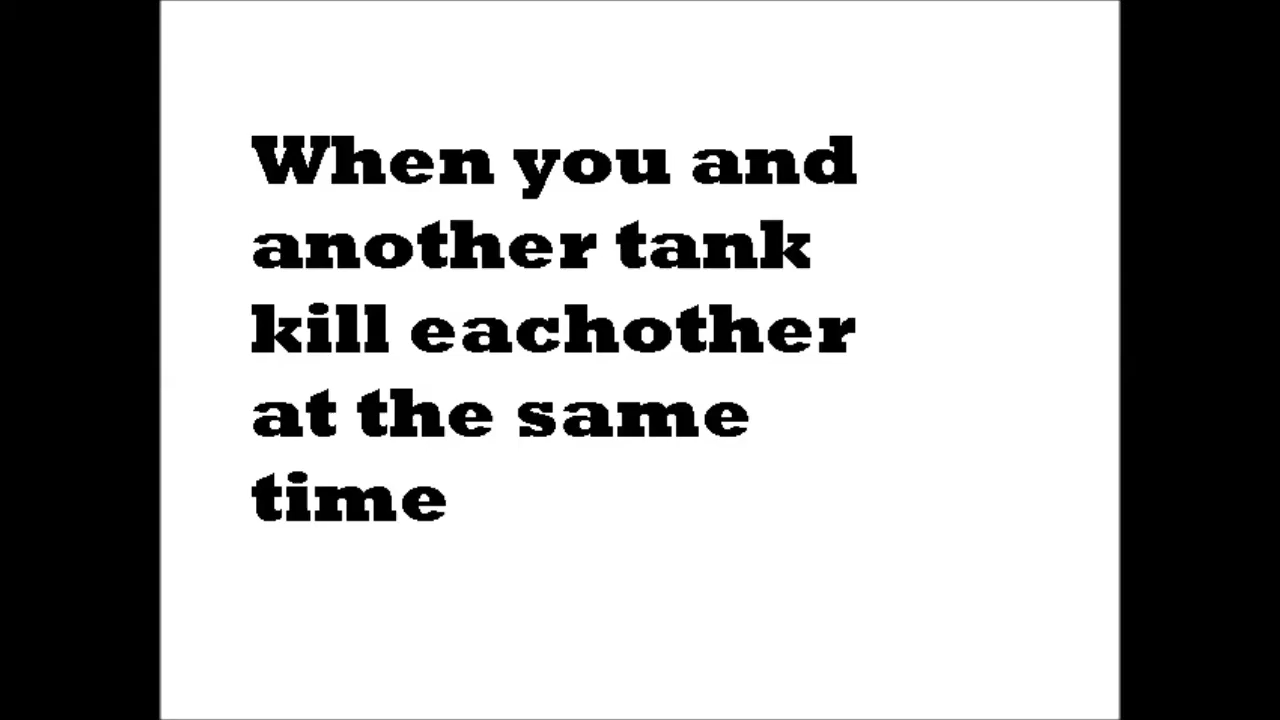 When you and
another tank
kill eachother
at the same
time